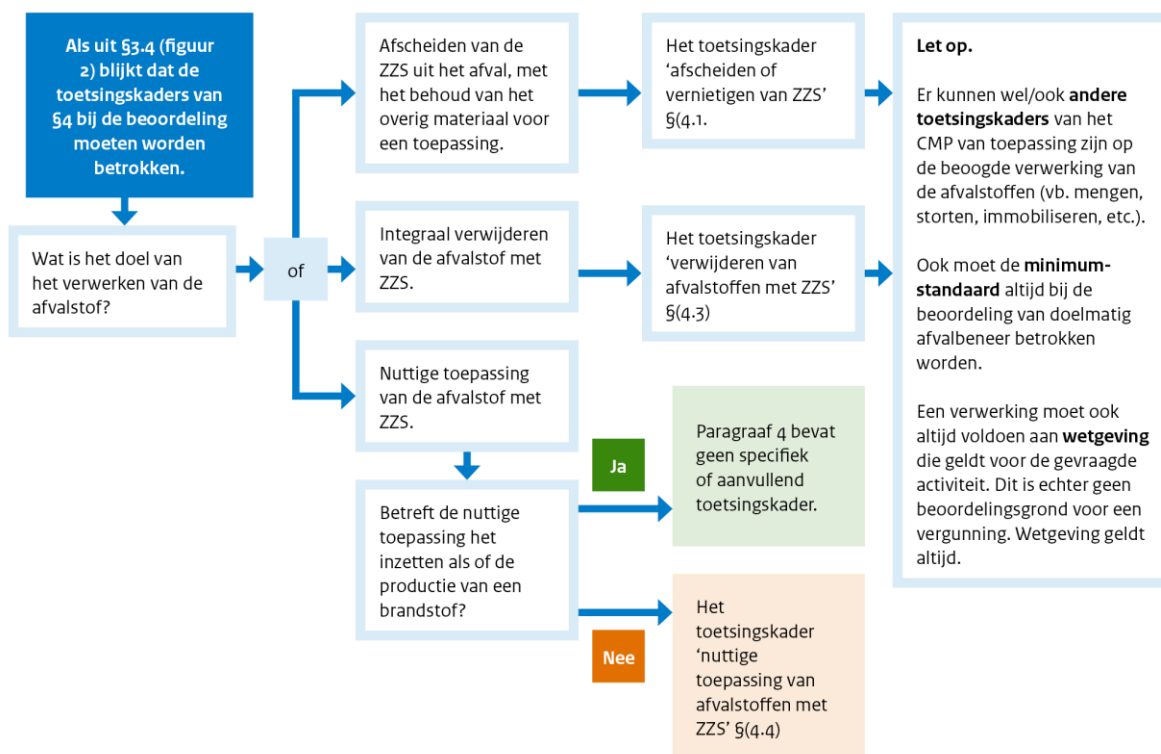 Als uit §3.4 (figuur
2) blijkt dat de
toetsingskaders van
§4 bij de beoordeling
moeten worden
betrokken.
Wat is het doel van
het verwerken van de
afvalstof?
of
Afscheiden van de
ZZS uit het afval, met
het behoud van het
overig materiaal voor
een toepassing.
Het toetsingskader
‘afscheiden of
vernietigen van ZZS’
§(4.1.
Integraal verwijderen
van de afvalstof met
ZZS.
Het toetsingskader
‘verwijderen van
afvalstoffen met ZZS’
§(4.3)
Nuttige toepassing
van de afvalstof met
ZZS.
Betreft de nuttige
toepassing het
inzetten als of de
productie van een
brandstof?
Ja
Paragraaf 4 bevat
geen specifiek
of aanvullend
toetsingskader.
Nee
Het
toetsingskader
‘nuttige
toepassing van
afvalstoffen met
ZZS’ §(4.4)
Let op.
Er kunnen wel/ook andere
toetsingskaders van het
CMP van toepassing zijn op
de beoogde verwerking van
de afvalstoffen (vb. mengen,
storten, immobiliseren, etc.).
Ook moet de minimum-
standaard altijd bij de
beoordeling van doelmatig
afvalbeneer betrokken
worden.
Een verwerking moet ook
altijd voldoen aan wetgeving
die geldt voor de gevraagde
activiteit. Dit is echter geen
beoordelingsgrond voor een
vergunning. Wetgeving geldt
altijd.